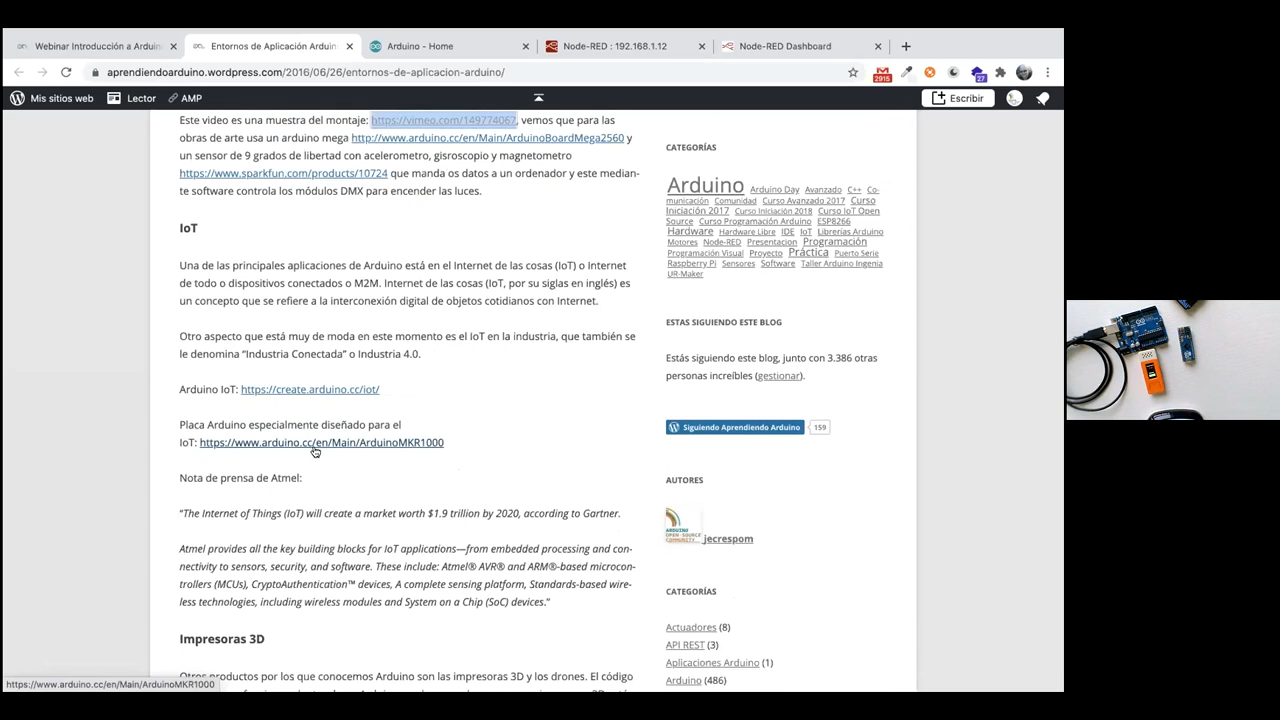 Webinar Introducción a Arduin
Entornos de Aplicación Arduin
Arduino - Home
Node-RED : 192.168.1.12
Node-RED Dashboard
aprendiendoarduino.wordpress.com/2016/06/26/entornos-de-aplicacion-arduino/
2915
27
Mis sitios web
Lector
AMP
Escribir
Este video es una muestra del montaje: https://vimeo.com/149774067, vemos que para las
obras de arte usa un arduino mega http://www.arduino.cc/en/Main/ArduinoBoardMega2560 y
un sensor de 9 grados de libertad con acelerometro, gisroscopio y magnetometro
https://www.sparkfun.com/products/10724 que manda os datos a un ordenador y este median-
te software controla los módulos DMX para encender las luces.
IoT
Una de las principales aplicaciones de Arduino está en el Internet de las cosas (IoT) o Internet
de todo o dispositivos conectados o M2M. Internet de las cosas (IoT, por su siglas en inglés) es
un concepto que se refiere a la interconexión digital de objetos cotidianos con Internet.
Otro aspecto que está muy de moda en este momento es el IoT en la industria, que también se
le denomina “Industria Conectada” o Industria 4.0.
Arduino IoT: https://create.arduino.cc/iot/
Placa Arduino especialmente diseñado para el
IoT: https://www.arduino.cc/en/Main/ArduinoMKR1000
Nota de prensa de Atmel:
“The Internet of Things (IoT) will create a market worth $1.9 trillion by 2020, according to Gartner.
Atmel provides all the key building blocks for IoT applications—from embedded processing and con-
nectivity to sensors, security, and software. These include: Atmel® AVR® and ARM®-based microcon-
trollers (MCUs), CryptoAuthentication™ devices, A complete sensing platform, Standards-based wire-
less technologies, including wireless modules and System on a Chip (SoC) devices.”
Impresoras 3D
Otros productos por los que conocemos Arduino son las impresoras 3D y los drones. El código
https://www.arduino.cc/en/Main/ArduinoMKR1000
CATEGORÍAS
Arduino Arduino Day Avanzado C++ Co-
municación Comunidad Curso Avanzado 2017 Curso
Iniciación 2017 Curso Iniciación 2018 Curso IoT Open
Source Curso Programación Arduino ESP8266
Hardware Hardware Libre IDE IoT Librerías Arduino
Motores Node-RED Presentacion Programación
Programación Visual Proyecto Práctica Puerto Serie
Raspberry Pi Sensores Software Taller Arduino Ingenia
UR-Maker
ESTAS SIGUIENDO ESTE BLOG
Estás siguiendo este blog, junto con 3.386 otras
personas increíbles (gestionar).
Siguiendo Aprendiendo Arduino
159
AUTORES
ARDUINO
OPEN SOURCE
COMMUNITY
jecrespom
CATEGORÍAS
Actuadores (8)
API REST (3)
Aplicaciones Arduino (1)
Arduino (486)